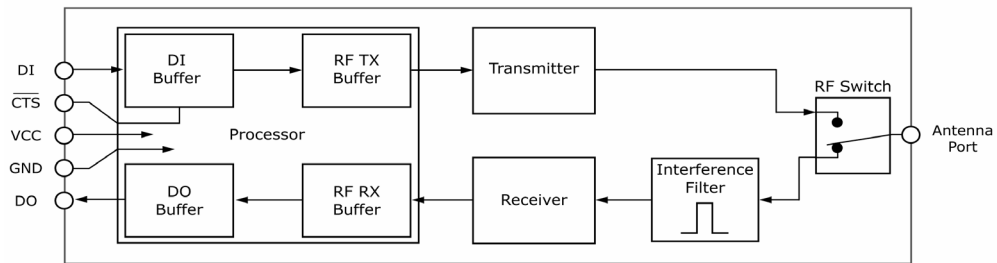 DI
CTS
VCC
GND
DO
DI
Buffer
RF TX
Buffer
Processor
DO
Buffer
RF RX
Buffer
Transmitter
Receiver
Interference
Filter
RF Switch
Antenna
Port